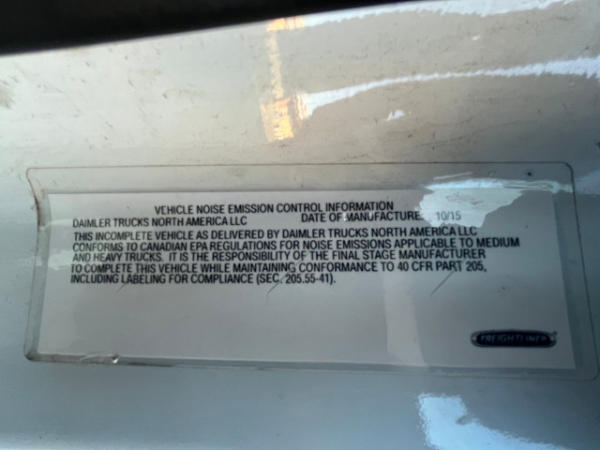 VEHICLE NOISE EMISSION CONTROL INFORMATION
DAIMLER TRUCKS NORTH AMERICA LLC DATE OF MANUFACTURE: 10/15
THIS INCOMPLETE VEHICLE AS DELIVERED BY DAIMLER TRUCKS NORTH AMERICA LLC
CONFORMS TO CANADIAN EPA REGULATIONS FOR NOISE EMISSIONS APPLICABLE TO MEDIUM
AND HEAVY TRUCKS. IT IS THE RESPONSIBILITY OF THE FINAL STAGE MANUFACTURER
TO COMPLETE THIS VEHICLE WHILE MAINTAINING CONFORMANCE TO 40 CFR PART 205,
INCLUDING LABELING FOR COMPLIANCE (SEC. 205.55-41).
FREIGHTLINER